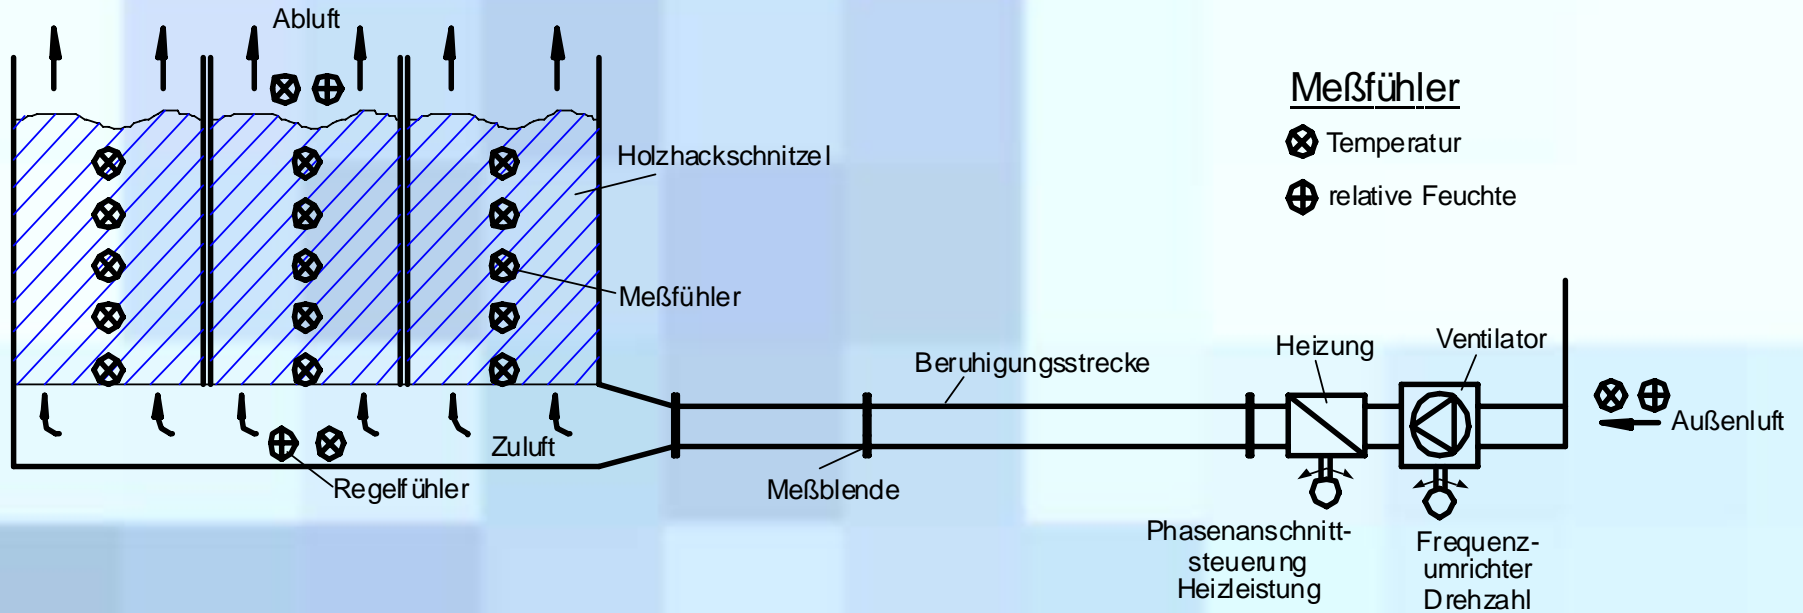 Abluft
Meßfühler
Temperatur
relative Feuchte
Holzhackschnitzel
Meßfühler
Beruhigungsstrecke
Heizung
Ventilator
Außenluft
Zuluft
Regelfühler
Meßblende
Phasenanschnitt-
steuerung
Heizleistung
Frequenz-
umrichter
Drehzahl